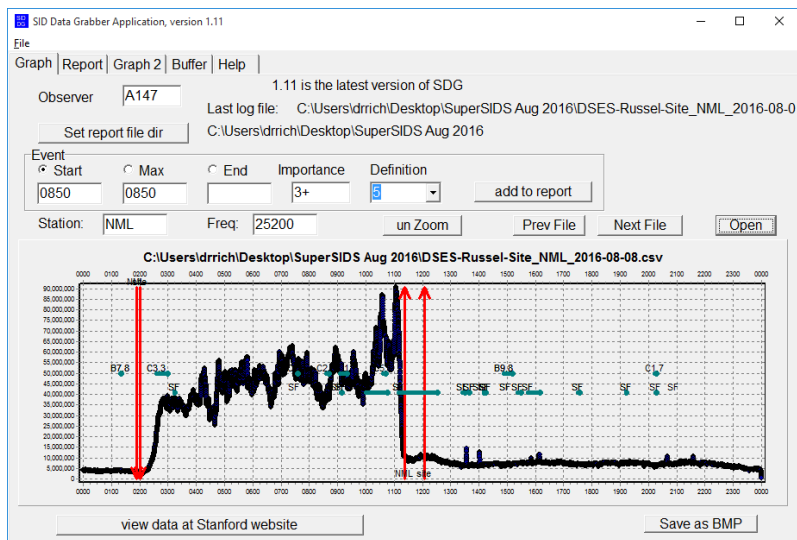 SID Data Grabber Application, version 1.11
File
Graph Report Graph 2 Buffer Help
1.11 is the latest version of SDG
Observer A147
Last log file: C:\Users\drrich\Desktop\SuperSIDS Aug 2016\DSES-Russel-Site_NML_2016-08-0
Set report file dir C:\Users\drrich\Desktop\SuperSIDS Aug 2016
Event
Start Max End Importance Definition
0850 0850 3+ 5 add to report
Station: NML Freq: 25200 un Zoom Prev File Next File Open
C:\Users\drrich\Desktop\SuperSIDS Aug 2016\DSES-Russel-Site_NML_2016-08-08.csv
0000 0100 0200 0300 0400 0500 0600 0700 0800 0900 1000 1100 1200 1300 1400 1500 1600 1700 1800 1900 2000 2100 2200 2300 0000
90,000,000
85,000,000
80,000,000
75,000,000
70,000,000
65,000,000
60,000,000
55,000,000
50,000,000 B7.8 C3.3 B9.8 C1.7
45,000,000 SF SF SF SF SF SF SF SF SF SF SF
40,000,000
35,000,000
30,000,000
25,000,000
20,000,000
15,000,000
10,000,000
5,000,000 NML site
0
0000 0100 0200 0300 0400 0500 0600 0700 0800 0900 1000 1100 1200 1300 1400 1500 1600 1700 1800 1900 2000 2100 2200 2300 0000
view data at Stanford website Save as BMP